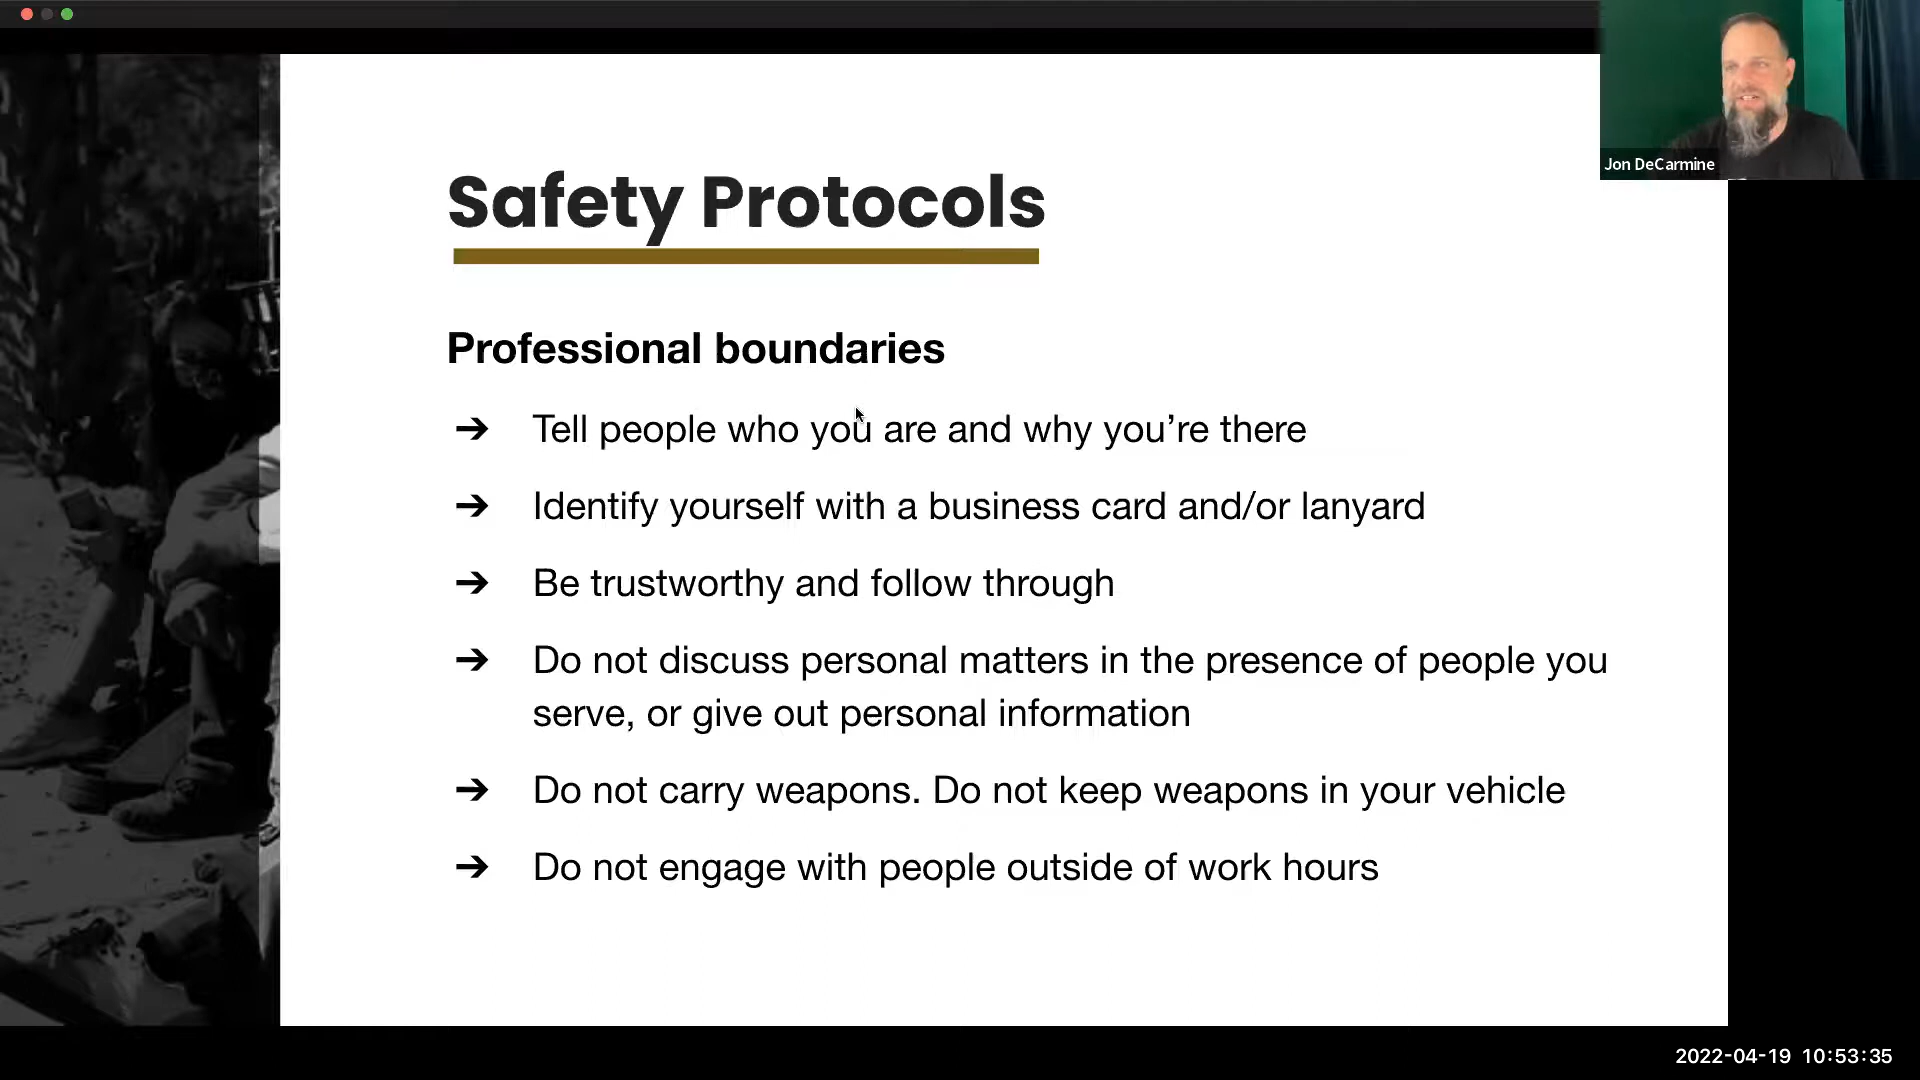 Jon DeCarmine
Safety Protocols
Professional boundaries
➔ Tell people who you are and why you’re there
➔ Identify yourself with a business card and/or lanyard
➔ Be trustworthy and follow through
➔ Do not discuss personal matters in the presence of people you
serve, or give out personal information
➔ Do not carry weapons. Do not keep weapons in your vehicle
➔ Do not engage with people outside of work hours
2022-04-19 10:53:35